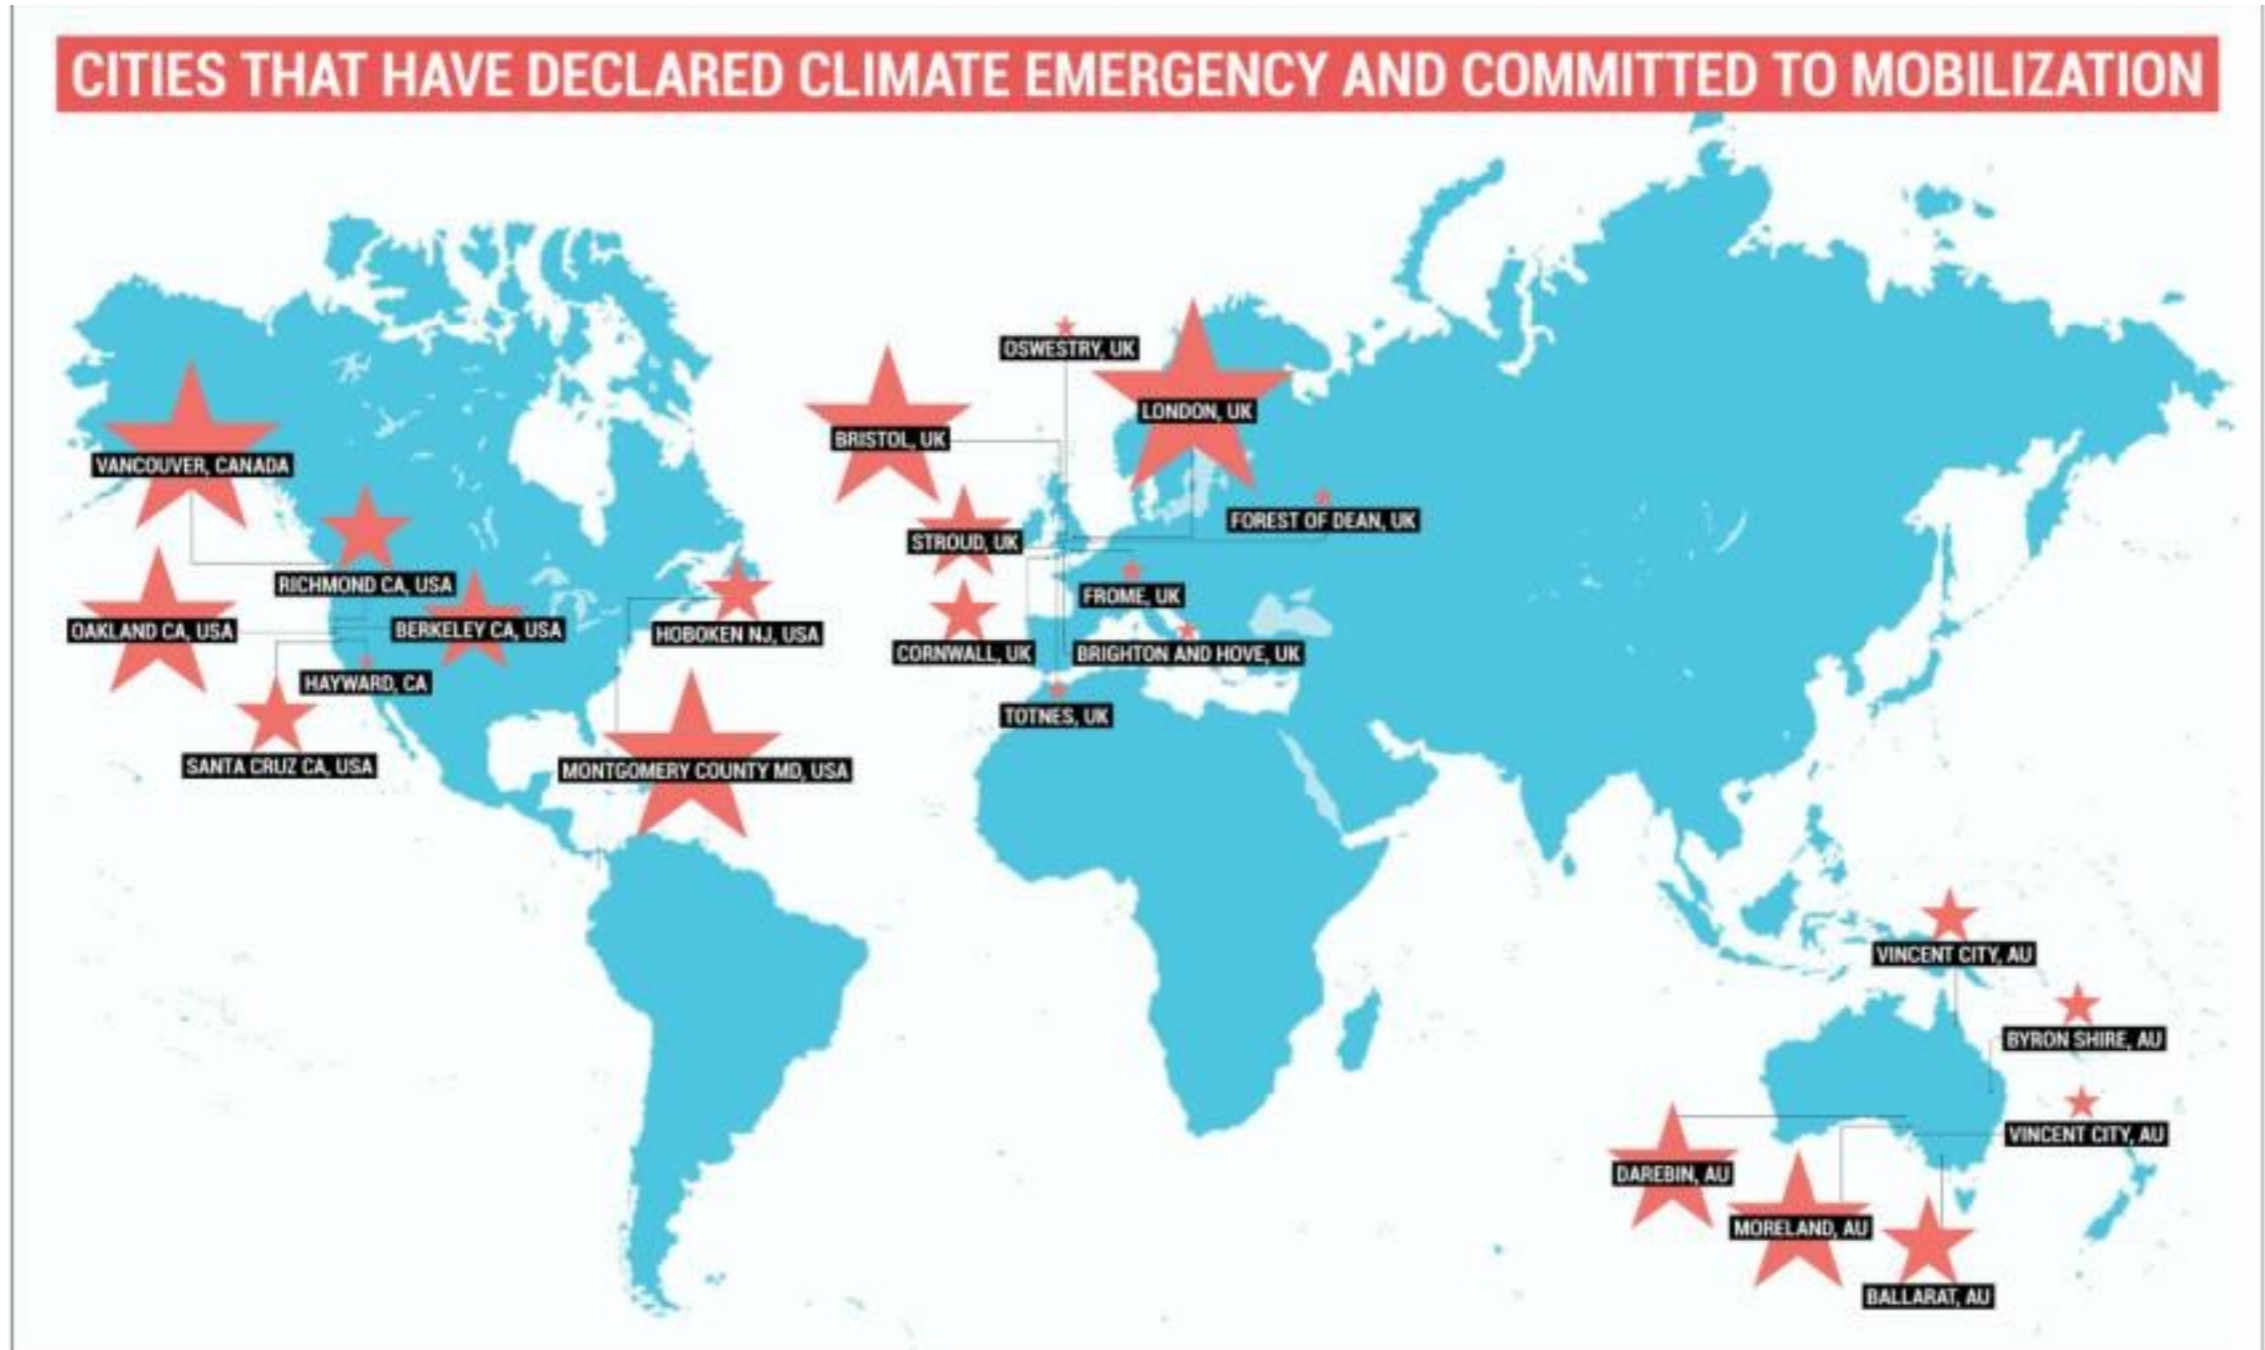 CITIES THAT HAVE DECLARED CLIMATE EMERGENCY AND COMMITTED TO MOBILIZATION
OSWESTRY, UK
LONDON, UK
BRISTOL, UK
VANCOUVER, CANADA
FOREST OF DEAN, UK
STROUD, UK
RICHMOND CA, USA
FROME, UK
OAKLAND CA, USA
BERKELEY CA, USA
HOBOKEN NJ, USA
CORNWALL, UK
BRIGHTON AND HOVE, UK
HAYWARD, CA
TOTNES, UK
SANTA CRUZ CA, USA
MONTGOMERY COUNTY MD, USA
VINCENT CITY, AU
BYRON SHIRE, AU
VINCENT CITY, AU
DAREBIN, AU
MORELAND, AU
BALLARAT, AU